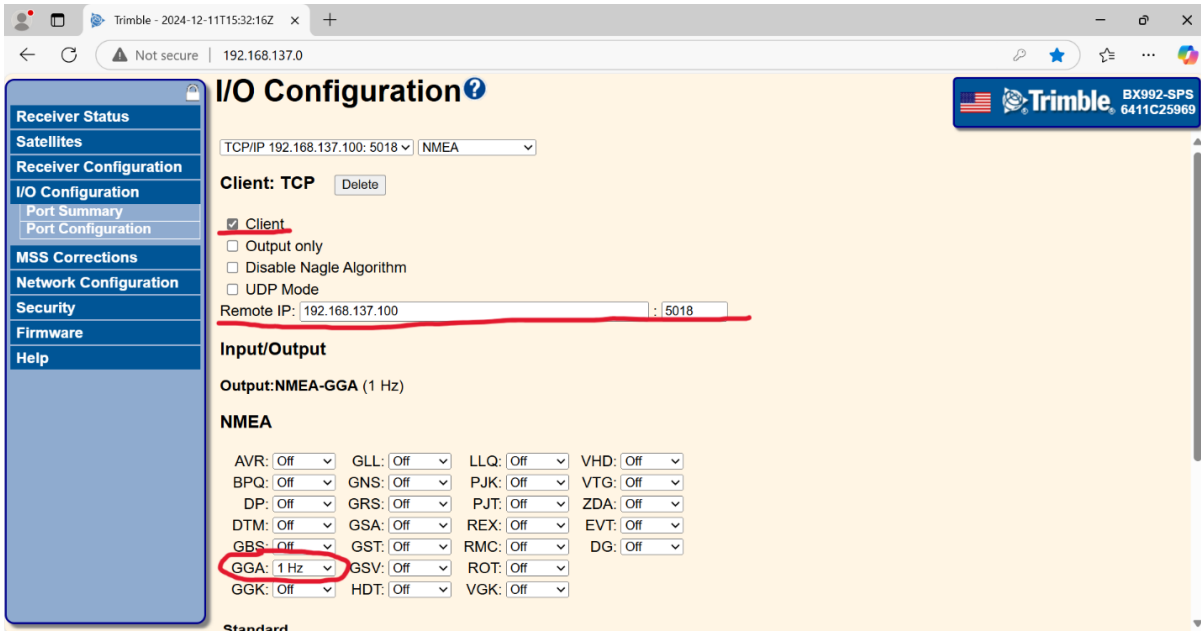 Trimble - 2024-12-11T15:32:16Z
Not secure 192.168.137.0
I/O Configuration?
Trimble. BX992-SPS
6411C25969
Receiver Status
Satellites
Receiver Configuration
I/O Configuration
Port Summary
Port Configuration
MSS Corrections
Network Configuration
Security
Firmware
Help
TCP/IP 192.168.137.100: 5018 NMEA
Client: TCP Delete
Client
Output only
Disable Nagle Algorithm
UDP Mode
Remote IP: 192.168.137.100 : 5018
Input/Output
Output:NMEA-GGA (1 Hz)
NMEA
AVR: Off GLL: Off LLQ: Off VHD: Off
BPQ: Off GNS: Off PJK: Off VTG: Off
DP: Off GRS: Off PJT: Off ZDA: Off
DTM: Off GSA: Off REX: Off EVT: Off
GBS: Off GST: Off RMC: Off DG: Off
GGA: 1 Hz GSV: Off ROT: Off
GGK: Off HDT: Off VGK: Off
Standard